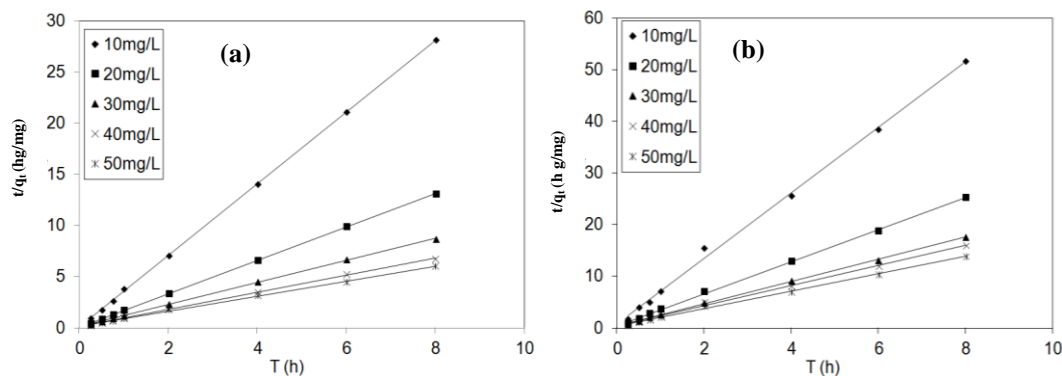 30
25
20
15
10
5
0
t/qt (hg/mg)
(a)
10mg/L
20mg/L
30mg/L
40mg/L
50mg/L
0 2 4 6 8 10
T (h)
60
50
40
30
20
10
0
t/qt (h g/mg)
(b)
10mg/L
20mg/L
30mg/L
40mg/L
50mg/L
0 2 4 6 8 10
T (h)